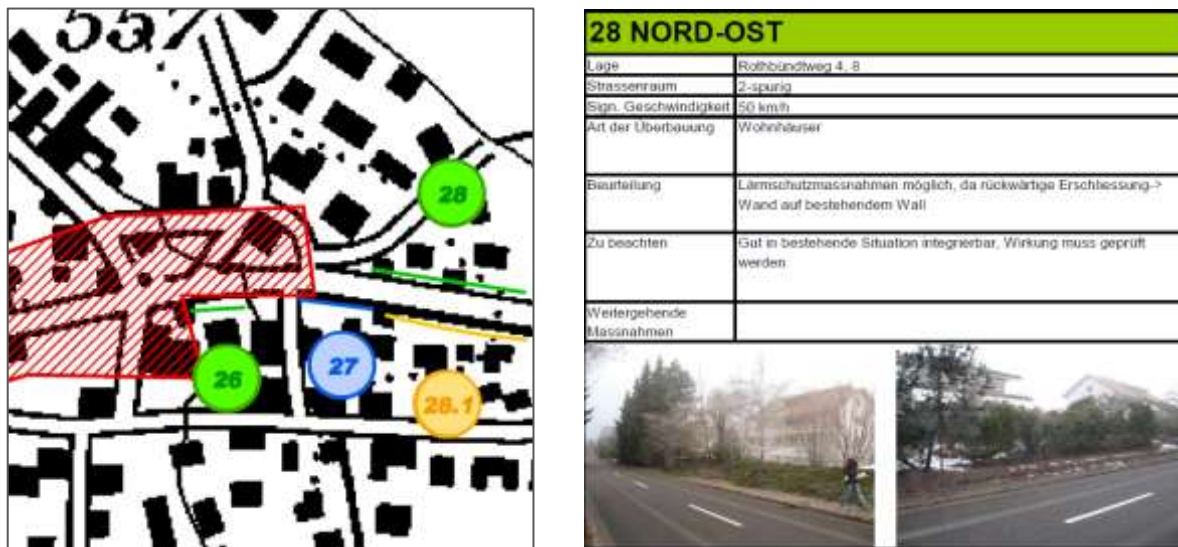 557
28
26
27
28.1
28 NORD-OST
Lage Rothbündtweg 4, 8
Strassenraum 2-spurig
Sign. Geschwindigkeit 50 km/h
Art der Überbauung Wohnhäuser
Beurteilung Lärmschutzmassnahmen möglich, da rückwärtige Erschliessung->
Wand auf bestehendem Wall
Zu beachten Gut in bestehende Situation integrierbar, Wirkung muss geprüft
werden
Weitergehende
Massnahmen